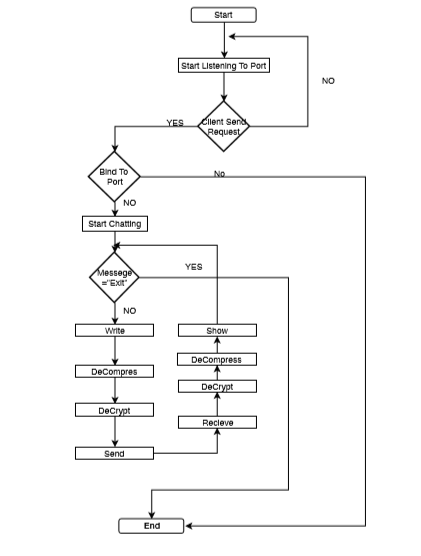 Start
Start Listening To Port
NO
Client Send
Request
YES
Bind To
Port
No
NO
Start Chatting
Messege
="Exit"
YES
NO
Write
Show
DeCompres
DeCompress
DeCrypt
DeCrypt
Recieve
Send
End